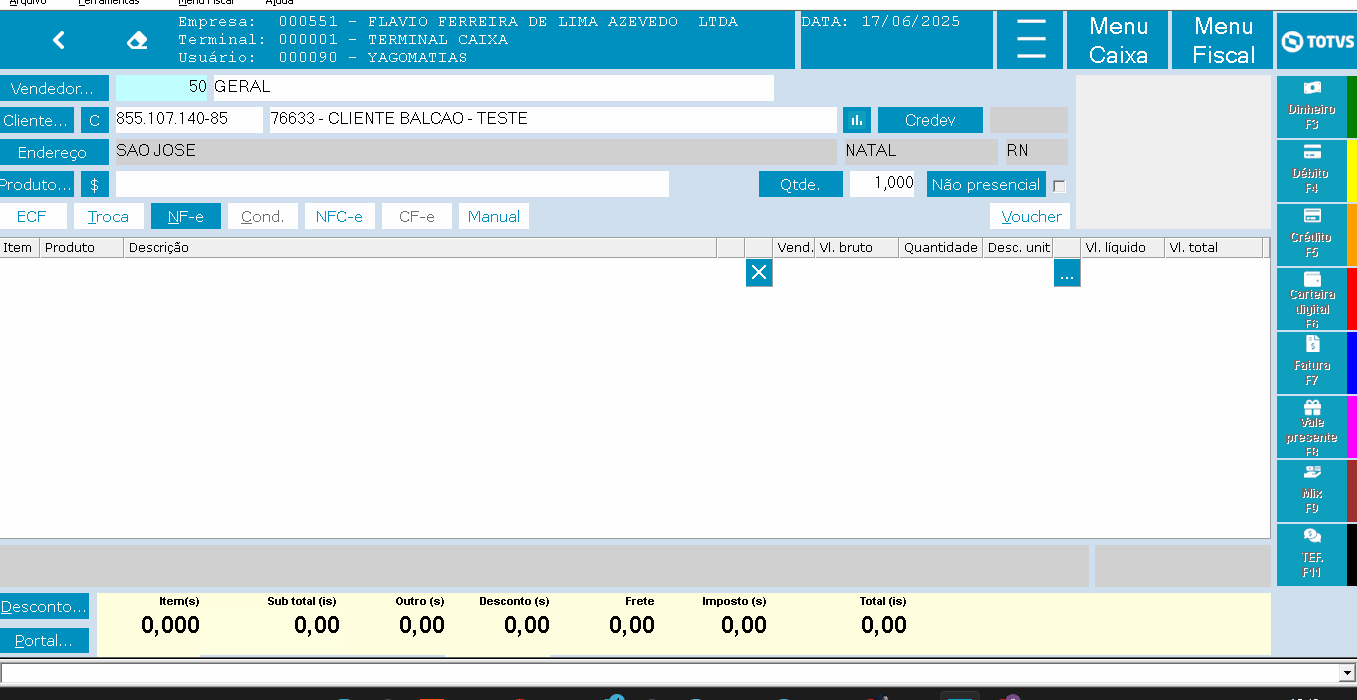 Arquivo Ferramentas Menu Fiscal Ajuda
Empresa: 000551 - FLAVIO FERREIRA DE LIMA AZEVEDO LTDA
Terminal: 000001 - TERMINAL CAIXA
Usuário: 000090 - YAGOMATIAS
DATA: 17/06/2025
Menu
Caixa
Menu
Fiscal
TOTVS
Vendedor... 50 GERAL
Cliente... C 855.107.140-85 76633 - CLIENTE BALCAO - TESTE Credev
Endereço SAO JOSE NATAL RN
Produto... $ Qtde. 1,000 Não presencial
ECF Troca NF-e Cond. NFC-e CF-e Manual Voucher
Item Produto Descrição Vend. Vl. bruto Quantidade Desc. unit Vl. líquido Vl. total
...
Dinheiro
F3
Débito
F4
Crédito
F5
Carteira
digital
F6
Fatura
F7
Vale
presente
F8
Mix
F9
TEF.
F11
Desconto...
Portal...
Item(s) Sub total (is) Outro (s) Desconto (s) Frete Imposto (s) Total (is)
0,000 0,00 0,00 0,00 0,00 0,00 0,00